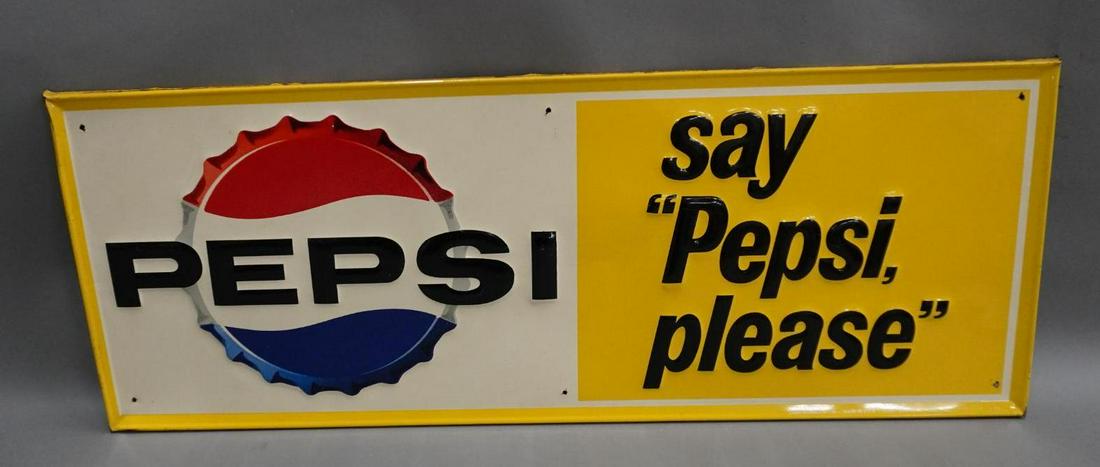 PEPSI
say
“Pepsi,
please”